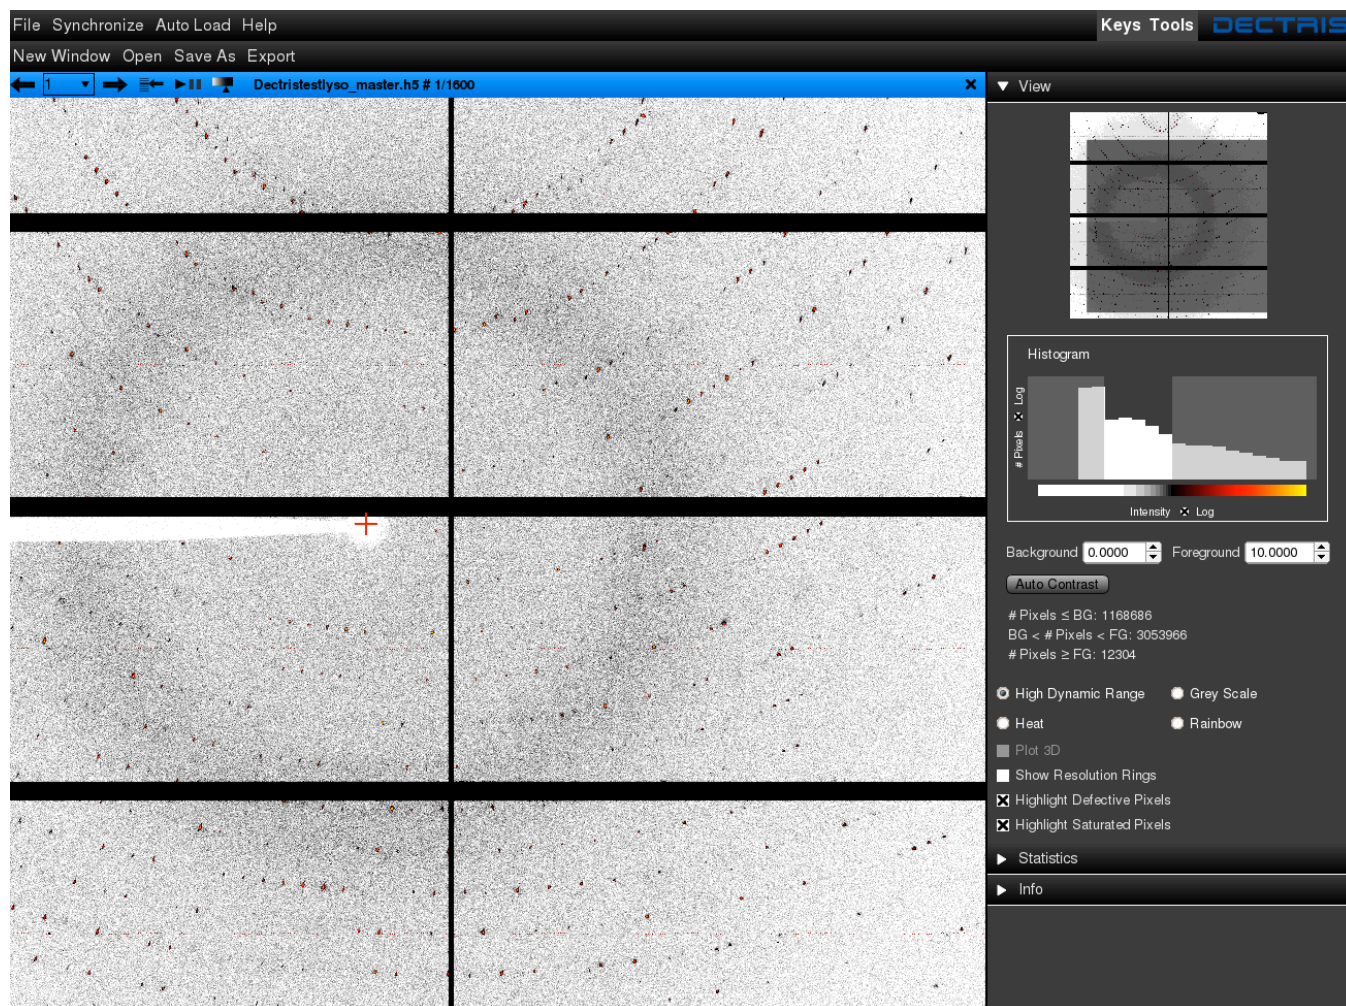 File Synchronize Auto Load Help Keys Tools DECTRIS
New Window Open Save As Export
1 Dectristestlyso_master.h5 # 1/1600
View
Histogram
# Pixels Log
Intensity Log
Background 0.0000 Foreground 10.0000
Auto Contrast
# Pixels ≤ BG: 1168686
BG < # Pixels < FG: 3053966
# Pixels ≥ FG: 12304
High Dynamic Range Grey Scale
Heat Rainbow
Plot 3D
Show Resolution Rings
Highlight Defective Pixels
Highlight Saturated Pixels
Statistics
Info